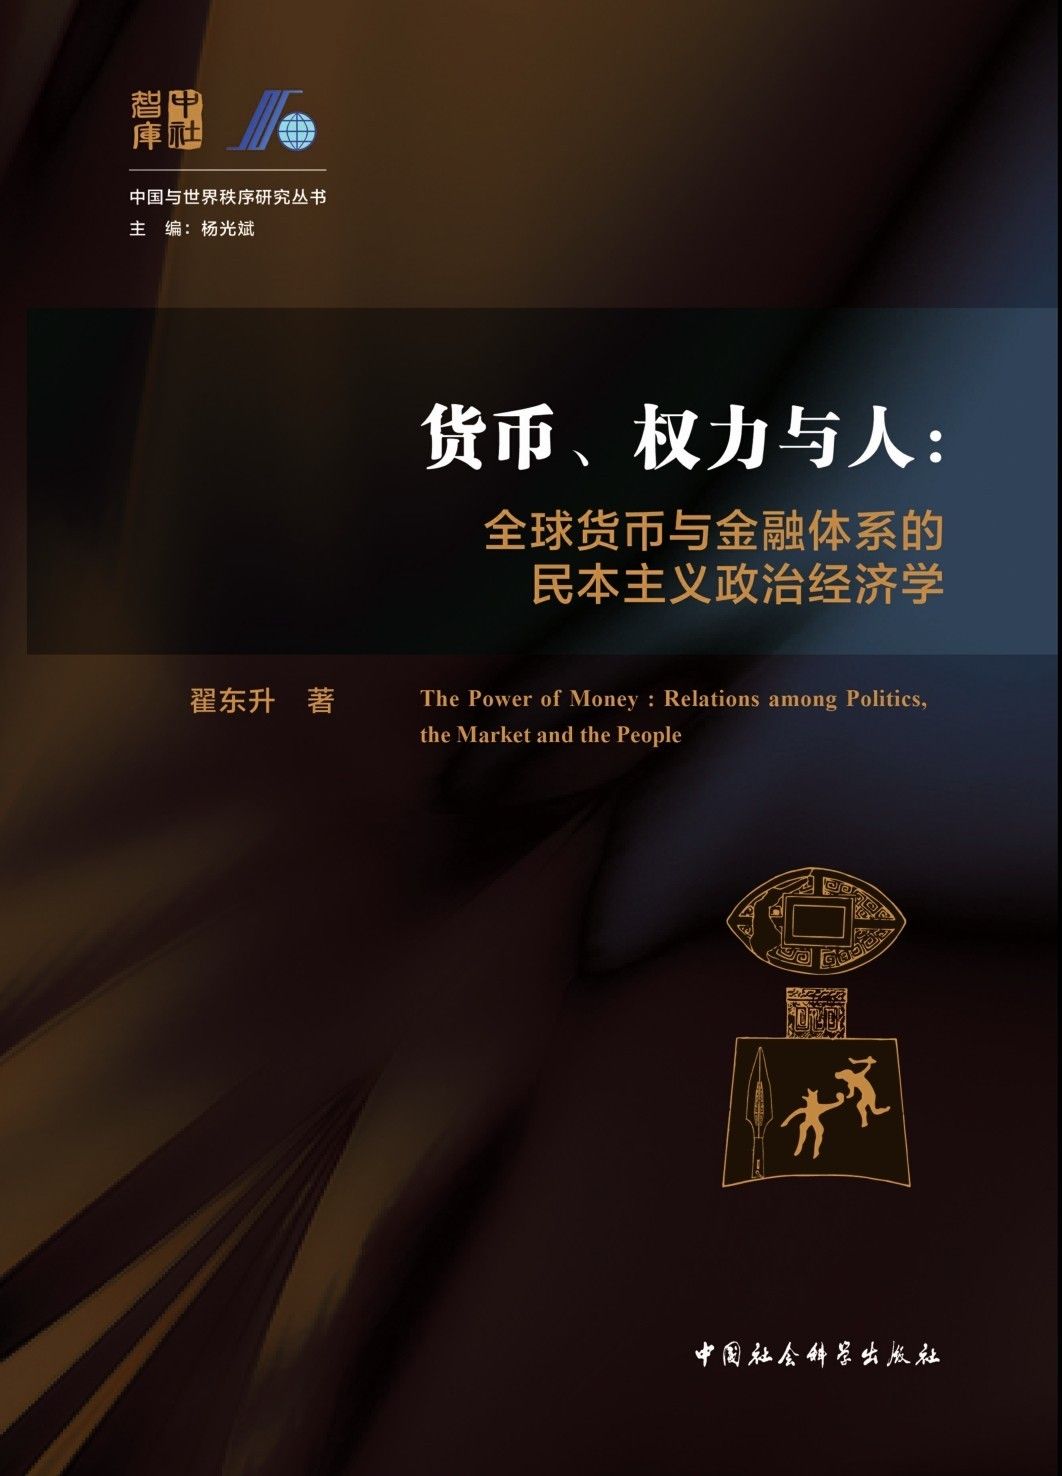 智庫
中社
中国与世界秩序研究丛书
主 编：杨光斌
货币、权力与人：
全球货币与金融体系的
民本主义政治经济学
翟东升 著
The Power of Money : Relations among Politics,
the Market and the People
中国社会科学出版社